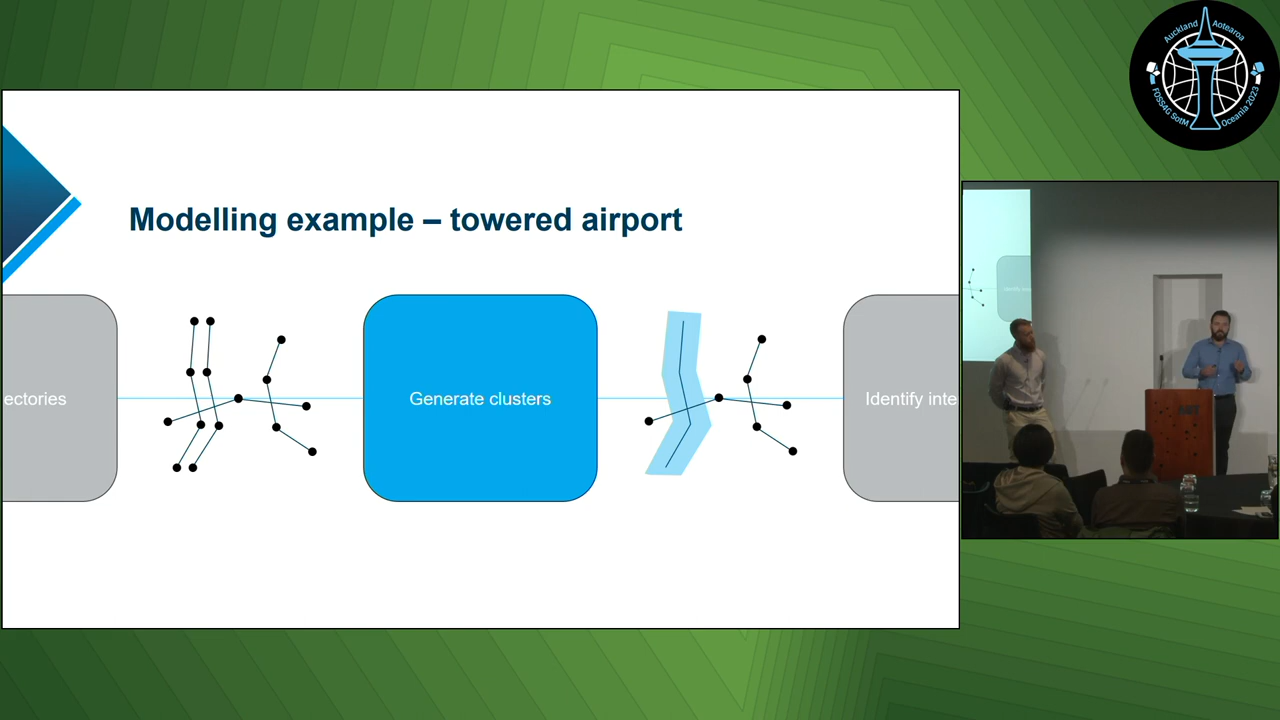 Auckland Aotearoa
FOSS4G SotM Oceania 2023
Modelling example – towered airport
ectories
Generate clusters
Identify inte